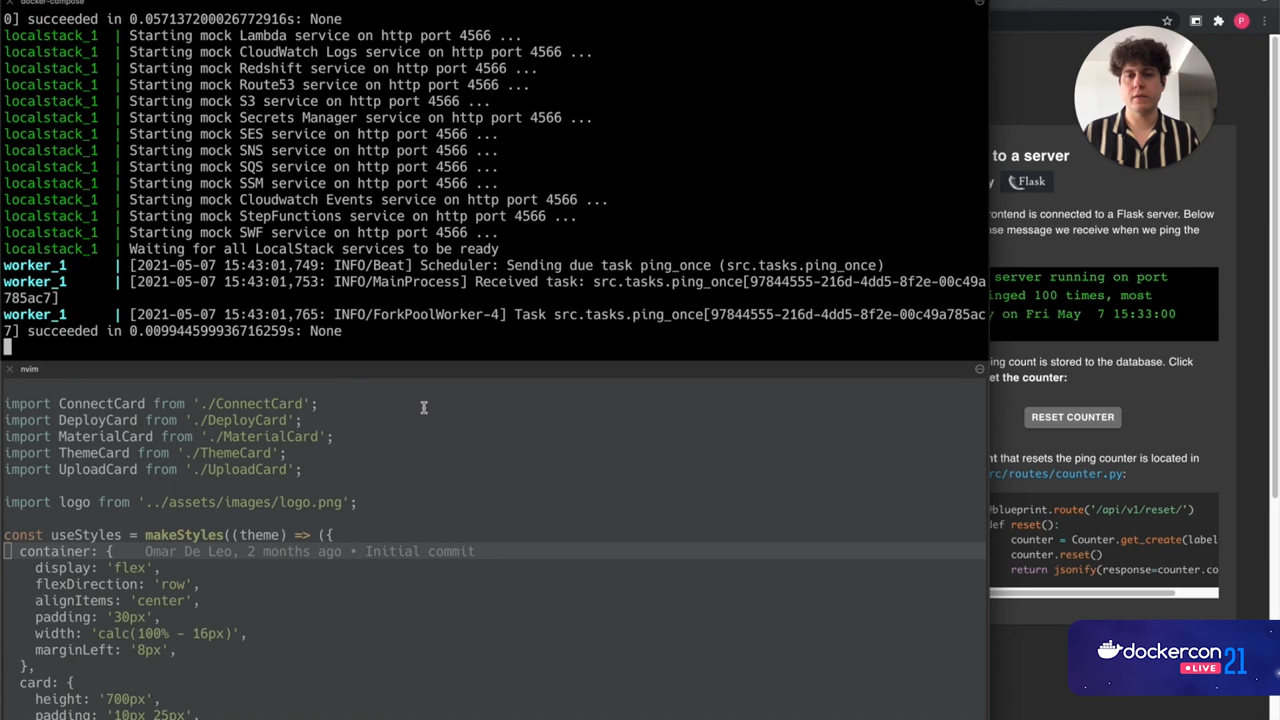 docker-compose
0] succeeded in 0.057137200026772916s: None
localstack_1 | Starting mock Lambda service on http port 4566 ...
localstack_1 | Starting mock CloudWatch Logs service on http port 4566 ...
localstack_1 | Starting mock Redshift service on http port 4566 ...
localstack_1 | Starting mock Route53 service on http port 4566 ...
localstack_1 | Starting mock S3 service on http port 4566 ...
localstack_1 | Starting mock Secrets Manager service on http port 4566 ...
localstack_1 | Starting mock SES service on http port 4566 ...
localstack_1 | Starting mock SNS service on http port 4566 ...
localstack_1 | Starting mock SQS service on http port 4566 ...
localstack_1 | Starting mock SSM service on http port 4566 ...
localstack_1 | Starting mock Cloudwatch Events service on http port 4566 ...
localstack_1 | Starting mock StepFunctions service on http port 4566 ...
localstack_1 | Starting mock SWF service on http port 4566 ...
localstack_1 | Waiting for all LocalStack services to be ready
worker_1 | [2021-05-07 15:43:01,749: INFO/Beat] Scheduler: Sending due task ping_once (src.tasks.ping_once)
worker_1 | [2021-05-07 15:43:01,753: INFO/MainProcess] Received task: src.tasks.ping_once[97844555-216d-4dd5-8f2e-00c49a
785ac7]
worker_1 | [2021-05-07 15:43:01,765: INFO/ForkPoolWorker-4] Task src.tasks.ping_once[97844555-216d-4dd5-8f2e-00c49a785ac
7] succeeded in 0.009944599936716259s: None
nvim
import ConnectCard from './ConnectCard';
import DeployCard from './DeployCard';
import MaterialCard from './MaterialCard';
import ThemeCard from './ThemeCard';
import UploadCard from './UploadCard';
import logo from '../assets/images/logo.png';
const useStyles = makeStyles((theme) => ({
container: { Omar De Leo, 2 months ago • Initial commit
display: 'flex',
flexDirection: 'row',
alignItems: 'center',
padding: '30px',
width: 'calc(100% - 16px)',
marginLeft: '8px',
},
card: {
height: '700px',
padding: '10px 25px',
P
to a server
y Flask
rontend is connected to a Flask server. Below
se message we receive when we ping the
server running on port
inged 100 times, most
y on Fri May 7 15:33:00
ing count is stored to the database. Click
et the counter:
RESET COUNTER
nt that resets the ping counter is located in
rc/routes/counter.py:
blueprint.route('/api/v1/reset/')
def reset():
counter = Counter.get_create(label
counter.reset()
return jsonify(response=counter.co
dockercon
LIVE 21